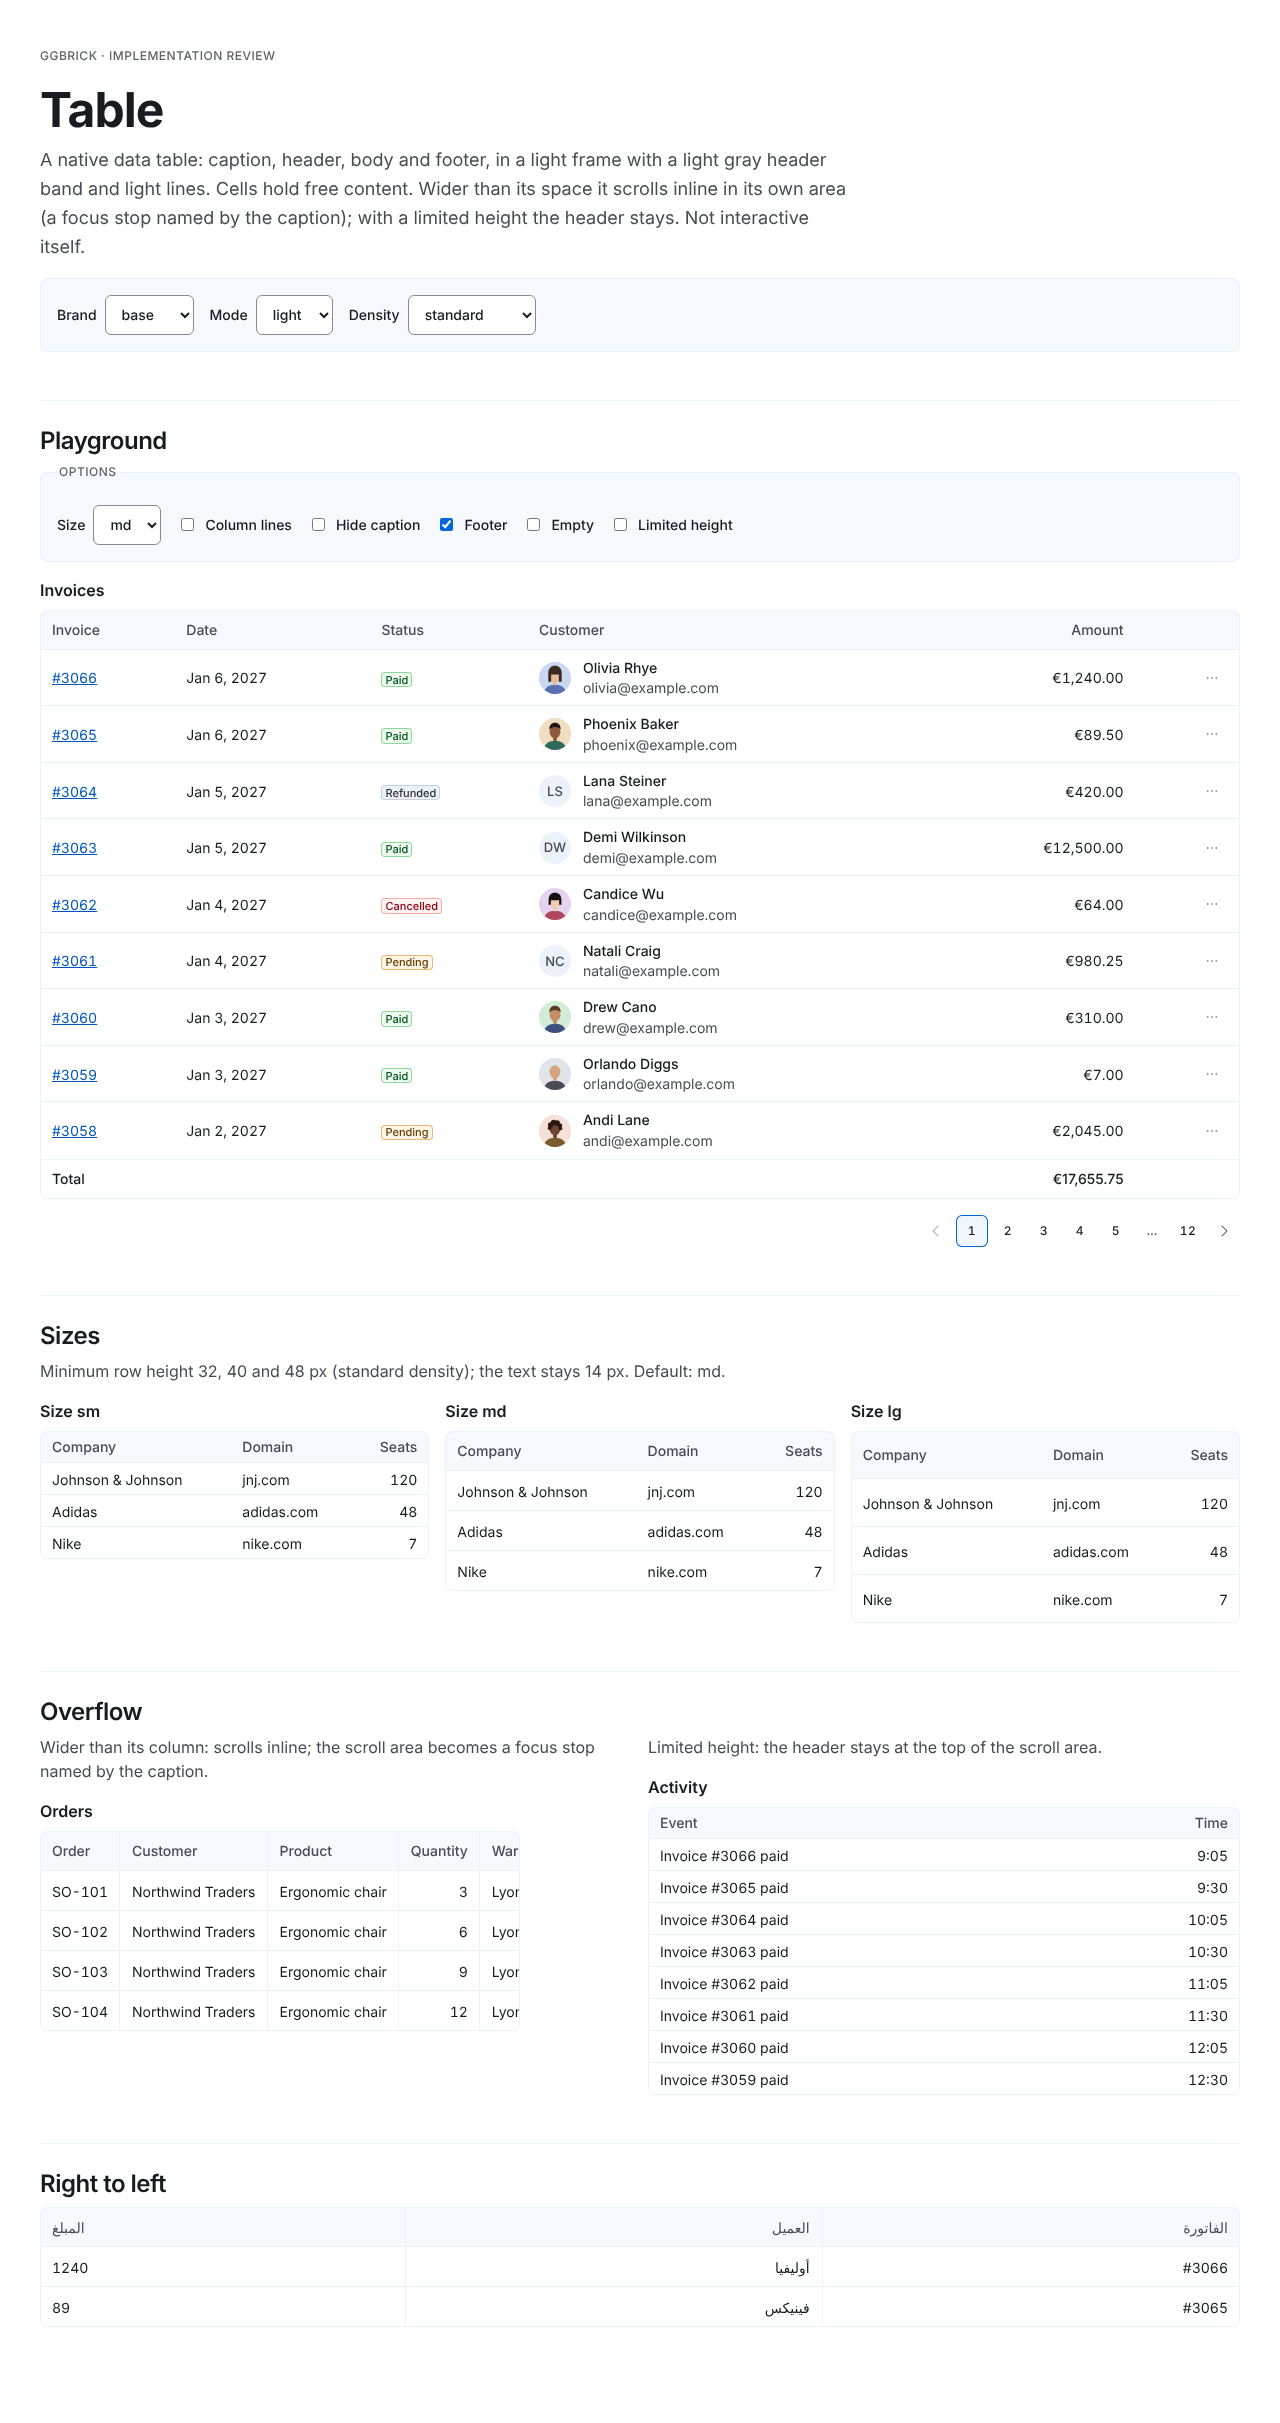 GGBRICK · IMPLEMENTATION REVIEW
Table
A native data table: caption, header, body and footer, in a light frame with a light gray header
band and light lines. Cells hold free content. Wider than its space it scrolls inline in its own area
(a focus stop named by the caption); with a limited height the header stays. Not interactive
itself.
Brand base Mode light Density standard
Playground
OPTIONS
Size md Column lines Hide caption Footer Empty Limited height
Invoices
Invoice Date Status Customer Amount
#3066 Jan 6, 2027 Paid Olivia Rhye olivia@example.com €1,240.00 ...
#3065 Jan 6, 2027 Paid Phoenix Baker phoenix@example.com €89.50 ...
#3064 Jan 5, 2027 Refunded LS Lana Steiner lana@example.com €420.00 ...
#3063 Jan 5, 2027 Paid DW Demi Wilkinson demi@example.com €12,500.00 ...
#3062 Jan 4, 2027 Cancelled Candice Wu candice@example.com €64.00 ...
#3061 Jan 4, 2027 Pending NC Natali Craig natali@example.com €980.25 ...
#3060 Jan 3, 2027 Paid Drew Cano drew@example.com €310.00 ...
#3059 Jan 3, 2027 Paid Orlando Diggs orlando@example.com €7.00 ...
#3058 Jan 2, 2027 Pending Andi Lane andi@example.com €2,045.00 ...
Total €17,655.75
1 2 3 4 5 ... 12
Sizes
Minimum row height 32, 40 and 48 px (standard density); the text stays 14 px. Default: md.
Size sm
Company Domain Seats
Johnson & Johnson jnj.com 120
Adidas adidas.com 48
Nike nike.com 7
Size md
Company Domain Seats
Johnson & Johnson jnj.com 120
Adidas adidas.com 48
Nike nike.com 7
Size lg
Company Domain Seats
Johnson & Johnson jnj.com 120
Adidas adidas.com 48
Nike nike.com 7
Overflow
Wider than its column: scrolls inline; the scroll area becomes a focus stop
named by the caption.
Orders
Order Customer Product Quantity War
SO-101 Northwind Traders Ergonomic chair 3 Lyon
SO-102 Northwind Traders Ergonomic chair 6 Lyon
SO-103 Northwind Traders Ergonomic chair 9 Lyon
SO-104 Northwind Traders Ergonomic chair 12 Lyon
Limited height: the header stays at the top of the scroll area.
Activity
Event Time
Invoice #3066 paid 9:05
Invoice #3065 paid 9:30
Invoice #3064 paid 10:05
Invoice #3063 paid 10:30
Invoice #3062 paid 11:05
Invoice #3061 paid 11:30
Invoice #3060 paid 12:05
Invoice #3059 paid 12:30
Right to left
الفاتورة العميل المبلغ
#3066 أوليفيا 1240
#3065 فينيكس 89